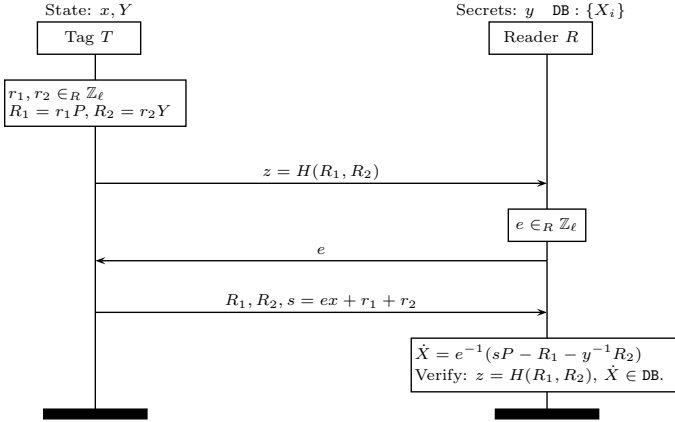 State: x, Y
Secrets: y DB : {X_i}
Tag T
Reader R
r_1, r_2 ∈_R ℤ_ℓ
R_1 = r_1P, R_2 = r_2Y
z = H(R_1, R_2)
e ∈_R ℤ_ℓ
e
R_1, R_2, s = ex + r_1 + r_2
Ẋ = e^{-1}(sP − R_1 − y^{-1}R_2)
Verify: z = H(R_1, R_2), Ẋ ∈ DB.